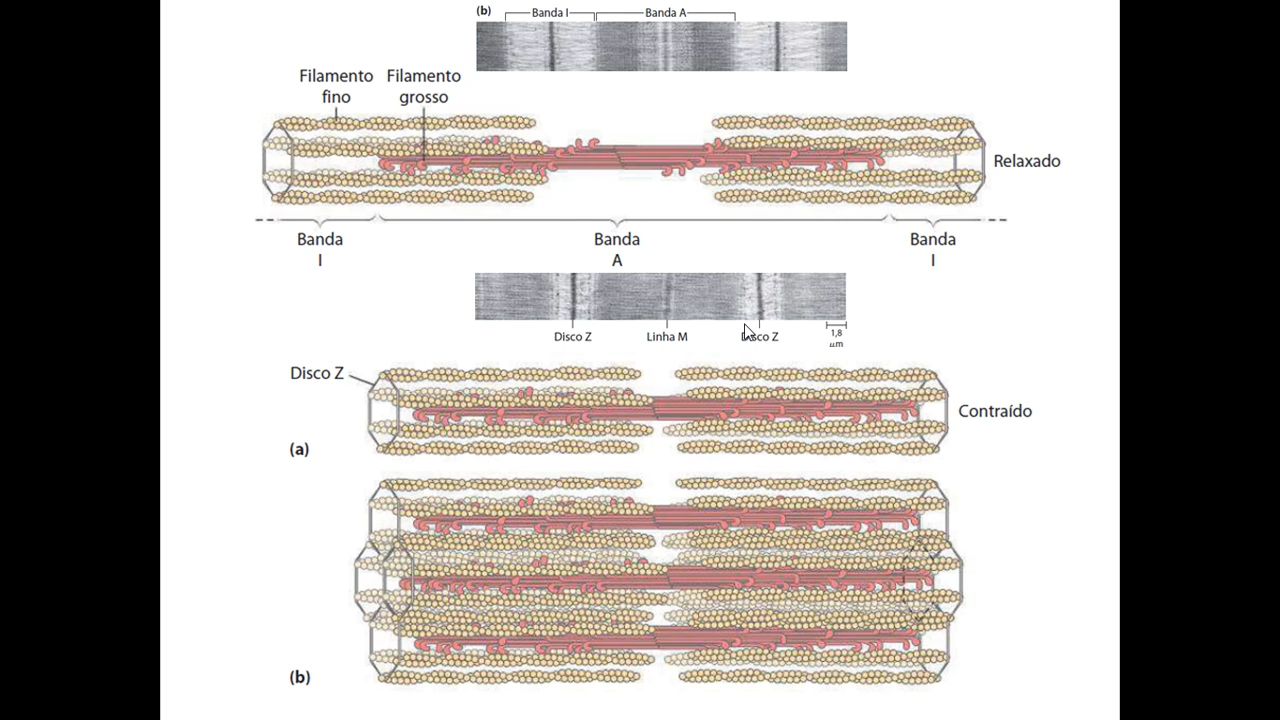 (b) Banda I Banda A
Filamento fino
Filamento grosso
Relaxado
Banda I
Banda A
Banda I
Disco Z Linha M Disco Z
1,8 μm
Disco Z
Contraído
(a)
(b)